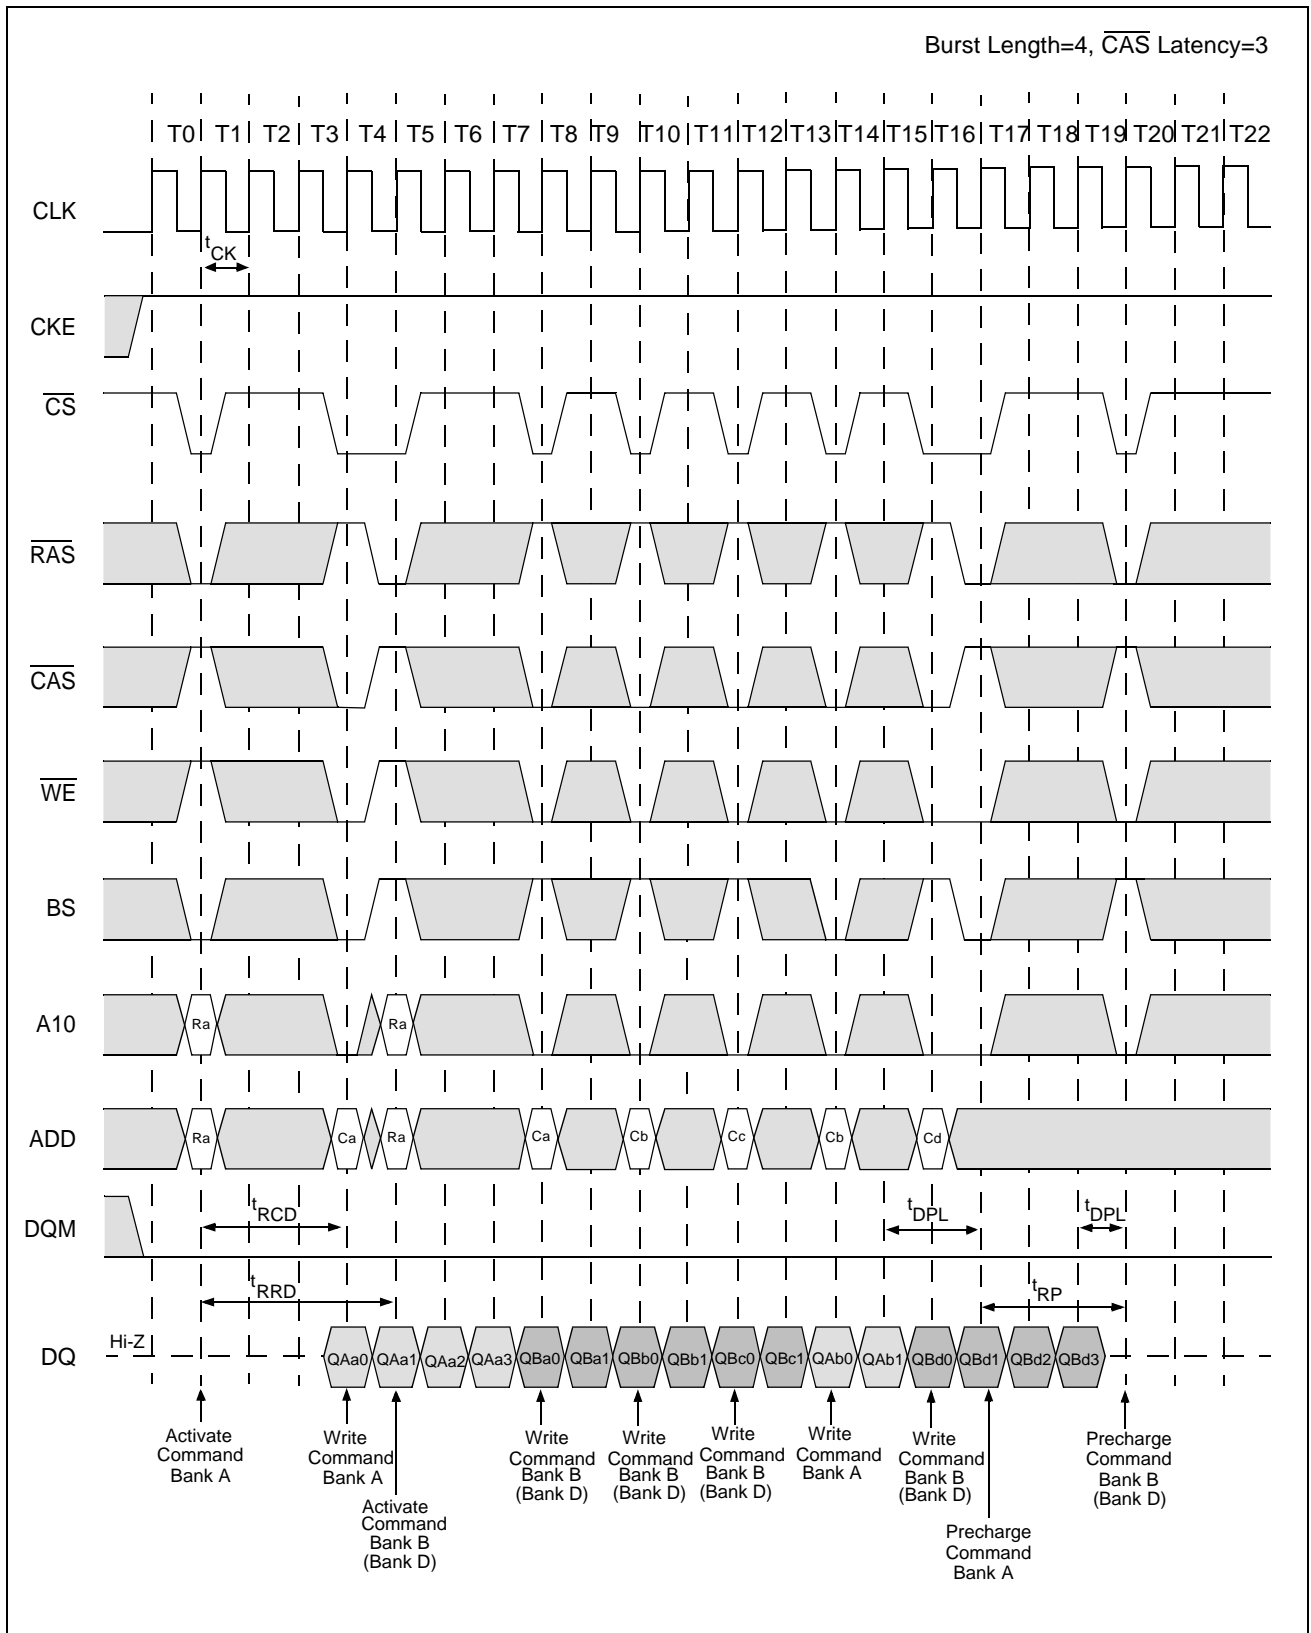 Burst Length=4, CAS Latency=3
T0 T1 T2 T3 T4 T5 T6 T7 T8 T9 T10 T11 T12 T13 T14 T15 T16 T17 T18 T19 T20 T21 T22
CLK
tCK
CKE
CS
RAS
CAS
WE
BS
A10
Ra Ra
ADD
Ra Ca Ra Ca Cb Cc Cb Cd
DQM
tRCD tDPL tDPL
tRRD tRP
Hi-Z
DQ
QAa0 QAa1 QAa2 QAa3 QBa0 QBa1 QBb0 QBb1 QBc0 QBc1 QAb0 QAb1 QBd0 QBd1 QBd2 QBd3
Activate
Command
Bank A
Write
Command
Bank A
Activate
Command
Bank B
(Bank D)
Write
Command
Bank B
(Bank D)
Write
Command
Bank B
(Bank D)
Write
Command
Bank B
(Bank D)
Write
Command
Bank A
Write
Command
Bank B
(Bank D)
Precharge
Command
Bank A
Precharge
Command
Bank B
(Bank D)